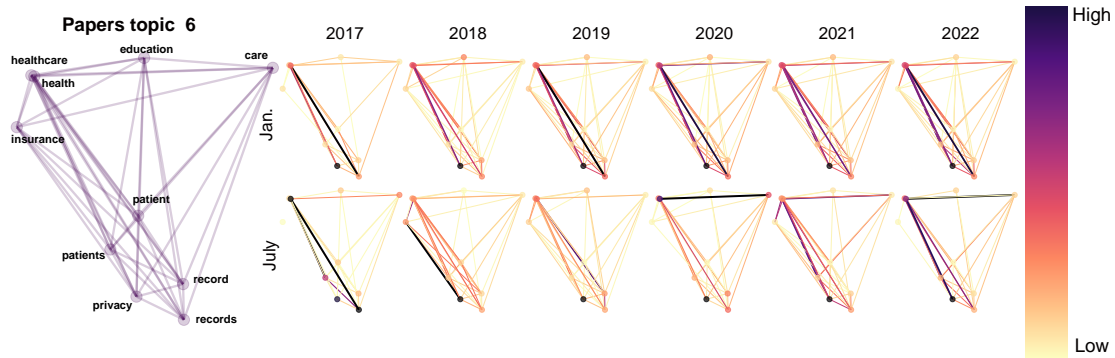 Papers topic  6
healthcare
health
education
care
insurance
patient
patients
record
privacy
records
2017
2018
2019
2020
2021
2022
Jan.
July
High
Low